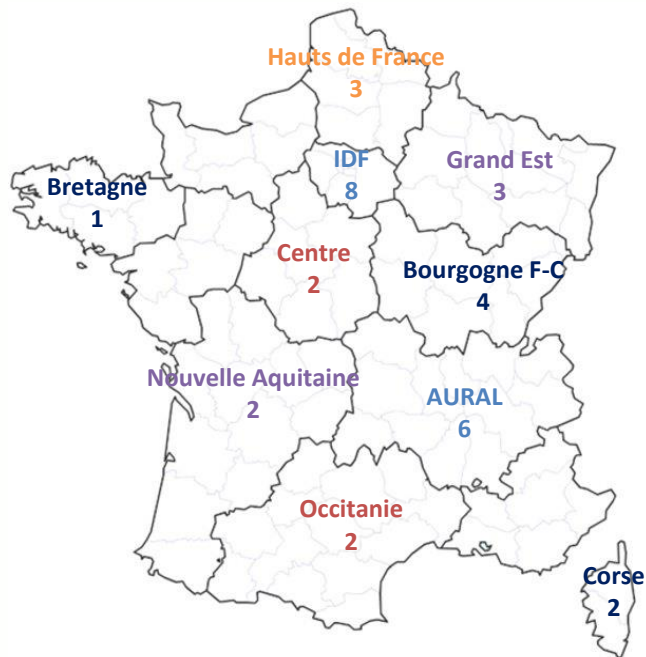 Hauts de France
3
IDF
8
Grand Est
3
Bretagne
1
Centre
2
Bourgogne F-C
4
Nouvelle Aquitaine
2
AURAL
6
Occitanie
2
Corse
2